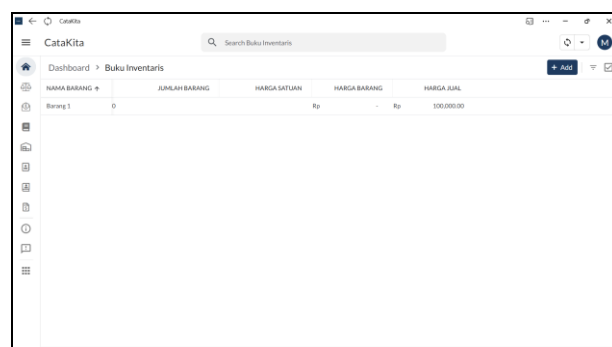 CataKita
CataKita
Search Buku Inventaris
M
Dashboard > Buku Inventaris
+ Add
NAMA BARANG ↑ JUMLAH BARANG HARGA SATUAN HARGA BARANG HARGA JUAL
Barang 1 0 Rp - Rp 100,000.00